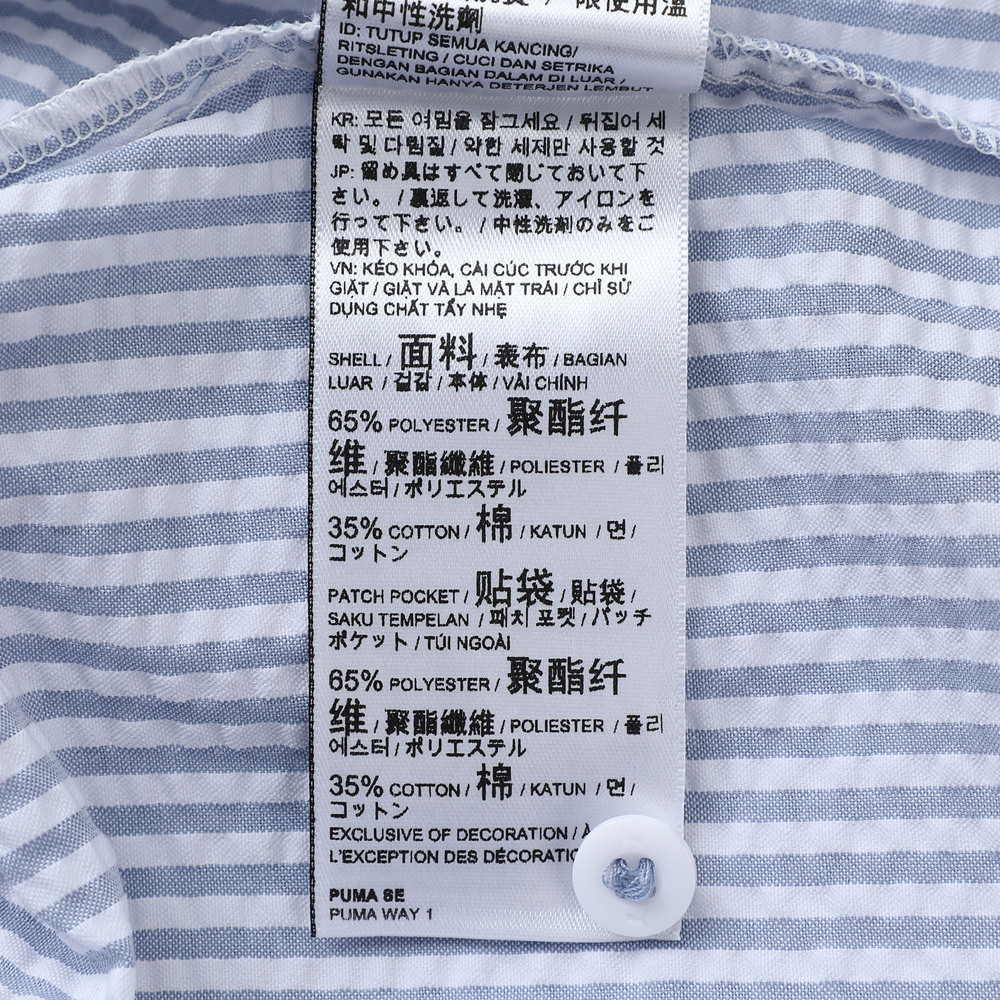 和中性洗劑
ID: TUTUP SEMUA KANCING/
RITSLETING / CUCI DAN SETRIKA
DENGAN BAGIAN DALAM DI LUAR /
GUNAKAN HANYA DETERJEN LEMBUT
KR: 모든 여밈을 잠그세요 / 뒤집어 세
탁 및 다림질 / 약한 세제만 사용할 것
JP: 留め具はすべて閉じておいて下
さい。 / 裏返して洗濯、アイロンを
行って下さい。 / 中性洗剤のみをご
使用下さい。
VN: KÉO KHÓA, CÀI CÚC TRƯỚC KHI
GIẶT / GIẶT VÀ LÀ MẶT TRÁI / CHỈ SỬ
DỤNG CHẤT TẨY NHẸ
SHELL / 面料 / 表布 / BAGIAN
LUAR / 겉감 / 本体 / VẢI CHÍNH
65% POLYESTER / 聚酯纤
维 / 聚酯纖維 / POLIESTER / 폴리
에스터 / ポリエステル
35% COTTON / 棉 / KATUN / 면 /
コットン
PATCH POCKET / 贴袋 / 貼袋 /
SAKU TEMPELAN / 패치 포켓 / パッチ
ポケット / TÚI NGOÀI
65% POLYESTER / 聚酯纤
维 / 聚酯纖維 / POLIESTER / 폴리
에스터 / ポリエステル
35% COTTON / 棉 / KATUN / 면 /
コットン
EXCLUSIVE OF DECORATION / À
L'EXCEPTION DES DÉCORATIO
PUMA SE
PUMA WAY 1